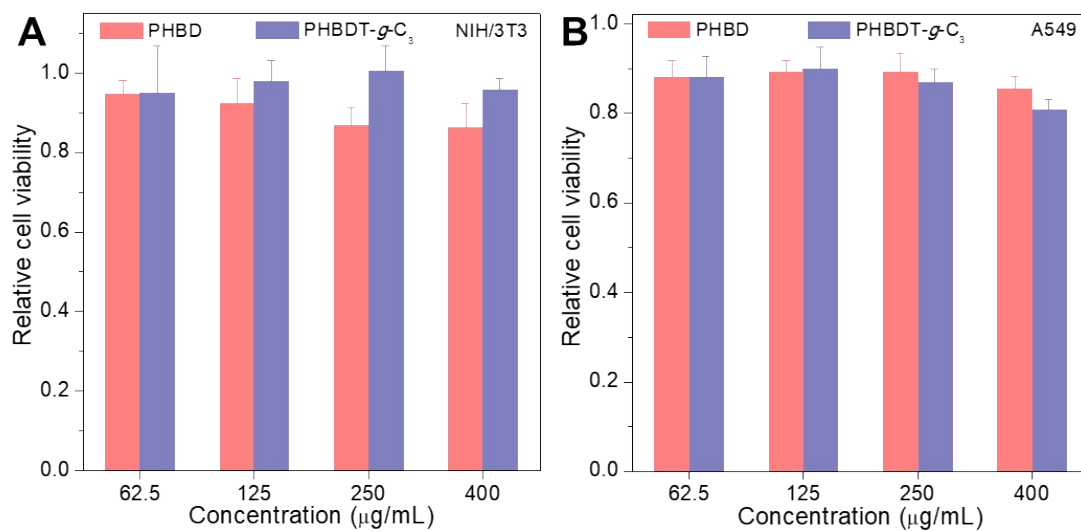 A
PHBD
PHBDT-g-C₃
NIH/3T3
Relative cell viability
1.0
0.8
0.6
0.4
0.2
0.0
62.5
125
250
400
Concentration (μg/mL)
B
PHBD
PHBDT-g-C₃
A549
Relative cell viability
1.0
0.8
0.6
0.4
0.2
0.0
62.5
125
250
400
Concentration (μg/mL)